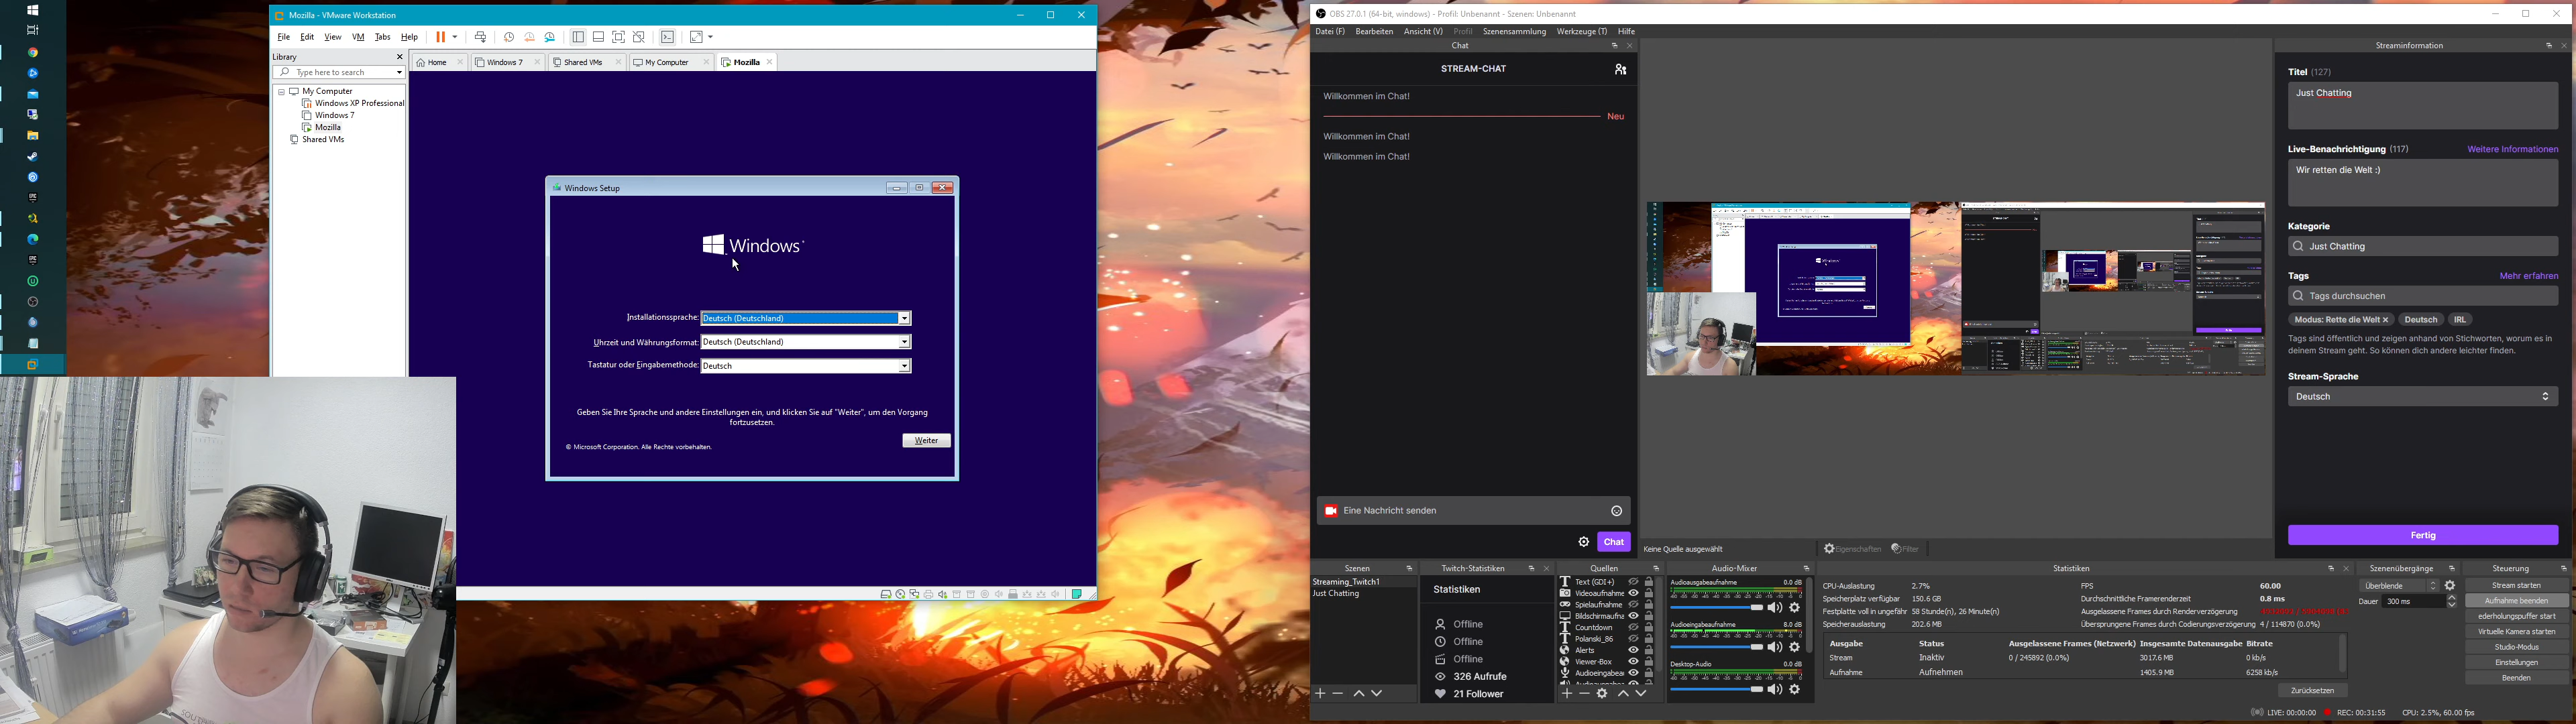 Mozilla - VMware Workstation
File Edit View VM Tabs Help
Library
Type here to search
My Computer
Windows XP Professional
Windows 7
Mozilla
Shared VMs
Home
Windows 7
Shared VMs
My Computer
Mozilla
Windows Setup
Windows
Installationssprache: Deutsch (Deutschland)
Uhrzeit und Währungsformat: Deutsch (Deutschland)
Tastatur oder Eingabemethode: Deutsch
Geben Sie Ihre Sprache und andere Einstellungen ein, und klicken Sie auf "Weiter", um den Vorgang
fortzusetzen.
Weiter
© Microsoft Corporation. Alle Rechte vorbehalten.
OBS 27.0.1 (64-bit, windows) - Profil: Unbenannt - Szenen: Unbenannt
Datei (F) Bearbeiten Ansicht (V) Profil Szenensammlung Werkzeuge (T) Hilfe
Chat
STREAM-CHAT
Willkommen im Chat!
Neu
Willkommen im Chat!
Willkommen im Chat!
Eine Nachricht senden
Chat
Keine Quelle ausgewählt
Eigenschaften Filter
Streaminformation
Titel (127)
Just Chatting
Live-Benachrichtigung (117) Weitere Informationen
Wir retten die Welt :)
Kategorie
Just Chatting
Tags Mehr erfahren
Tags durchsuchen
Modus: Rette die Welt Deutsch IRL
Tags sind öffentlich und zeigen anhand von Stichworten, worum es in
deinem Stream geht. So können dich andere leichter finden.
Stream-Sprache
Deutsch
Fertig
Szenen
Streaming_Twitch1
Just Chatting
Twitch-Statistiken
Statistiken
Offline
Offline
Offline
326 Aufrufe
21 Follower
Quellen
Text (GDI+)
Videoaufnahme
Spielaufnahme
Bildschirmaufna
Countdown
Polanski_86
Alerts
Viewer-Box
Audioeingabea
Audio-Mixer
Audioausgabeaufnahme 0.0 dB
Audioeingabeaufnahme 8.0 dB
Desktop-Audio 0.0 dB
Statistiken
CPU-Auslastung 2.7% FPS 60.00
Speicherplatz verfügbar 150.6 GB Durchschnittliche Framerenderzeit 0.8 ms
Festplatte voll in ungefähr 58 Stunde(n), 26 Minute(n) Ausgelassene Frames durch Renderverzögerung
Speicherauslastung 202.6 MB Übersprungene Frames durch Codierungsverzögerung 4 / 114870 (0.0%)
Ausgabe Status Ausgelassene Frames (Netzwerk) Insgesamte Datenausgabe Bitrate
Stream Inaktiv 0 / 245892 (0.0%) 3017.6 MB 0 kb/s
Aufnahme Aufnehmen 1405.9 MB 6258 kb/s
Zurücksetzen
Szenenübergänge
Überblende
Dauer 300 ms
Steuerung
Stream starten
Aufnahme beenden
ederholungspuffer start
Virtuelle Kamera starten
Studio-Modus
Einstellungen
Beenden
LIVE: 00:00:00 REC: 00:31:55 CPU: 2.5%, 60.00 fps